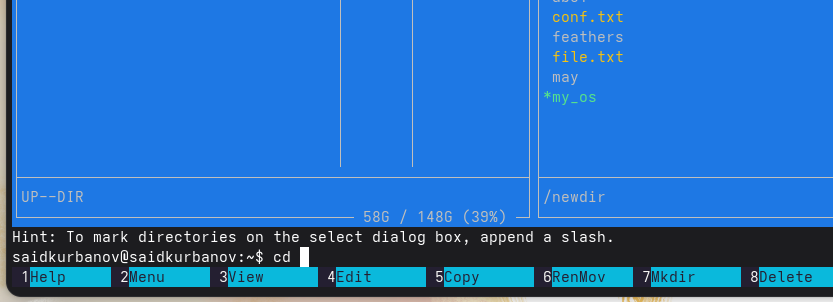 conf.txt
feathers
file.txt
may
*my_os
UP--DIR
/newdir
58G / 148G (39%)
Hint: To mark directories on the select dialog box, append a slash.
saidkurbanov@saidkurbanov:~$ cd
1Help 2Menu 3View 4Edit 5Copy 6RenMov 7Mkdir 8Delete